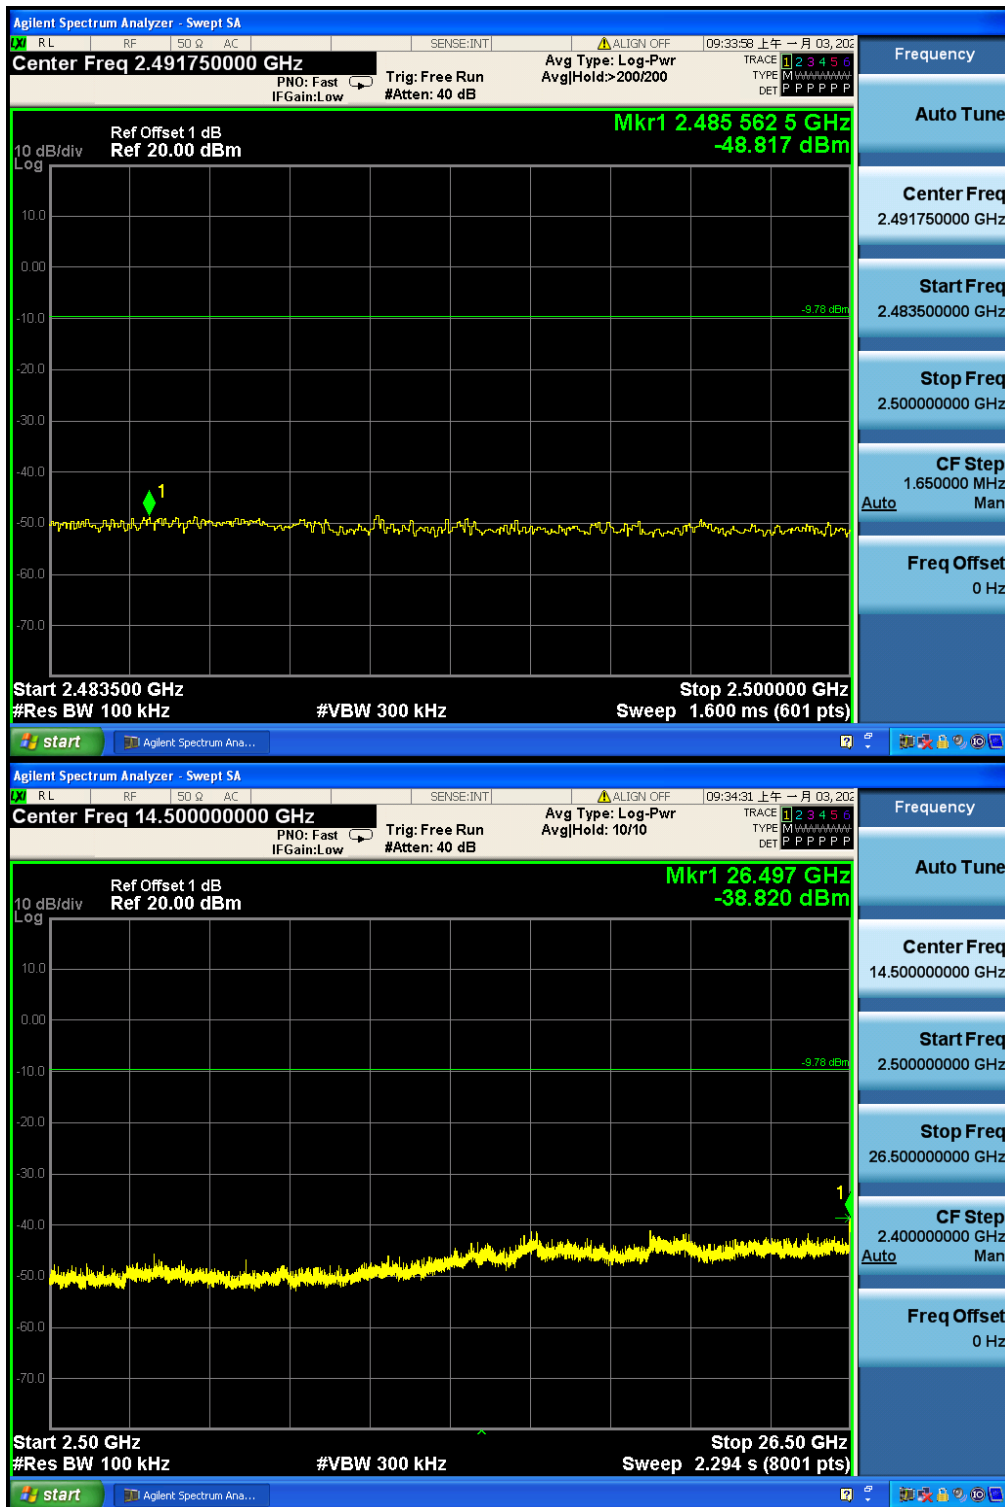 Agilent Spectrum Analyzer - Swept SA
LXI RL RF 50 Ω AC SENSE:INT ALIGN OFF 09:33:58 上午 一月 03, 202
Center Freq 2.491750000 GHz
PNO: Fast
IFGain:Low
Trig: Free Run
#Atten: 40 dB
Avg Type: Log-Pwr
Avg|Hold:>200/200
TRACE 1 2 3 4 5 6
TYPE M
DET P P P P P P
Frequency
Mkr1 2.485 562 5 GHz
-48.817 dBm
Ref Offset 1 dB
10 dB/div Ref 20.00 dBm
Log
10.0
0.00
-10.0
-20.0
-30.0
-40.0
-50.0
-60.0
-70.0
-9.78 dBm
1
Start 2.483500 GHz Stop 2.500000 GHz
#Res BW 100 kHz #VBW 300 kHz Sweep 1.600 ms (601 pts)
Auto Tune
Center Freq
2.491750000 GHz
Start Freq
2.483500000 GHz
Stop Freq
2.500000000 GHz
CF Step
1.650000 MHz
Auto Man
Freq Offset
0 Hz
start Agilent Spectrum Ana...
Agilent Spectrum Analyzer - Swept SA
LXI RL RF 50 Ω AC SENSE:INT ALIGN OFF 09:34:31 上午 一月 03, 202
Center Freq 14.500000000 GHz
PNO: Fast
IFGain:Low
Trig: Free Run
#Atten: 40 dB
Avg Type: Log-Pwr
Avg|Hold: 10/10
TRACE 1 2 3 4 5 6
TYPE M
DET P P P P P P
Frequency
Mkr1 26.497 GHz
-38.820 dBm
Ref Offset 1 dB
10 dB/div Ref 20.00 dBm
Log
10.0
0.00
-10.0
-20.0
-30.0
-40.0
-50.0
-60.0
-70.0
-9.78 dBm
1
Start 2.50 GHz Stop 26.50 GHz
#Res BW 100 kHz #VBW 300 kHz Sweep 2.294 s (8001 pts)
Auto Tune
Center Freq
14.500000000 GHz
Start Freq
2.500000000 GHz
Stop Freq
26.500000000 GHz
CF Step
2.400000000 GHz
Auto Man
Freq Offset
0 Hz
start Agilent Spectrum Ana...